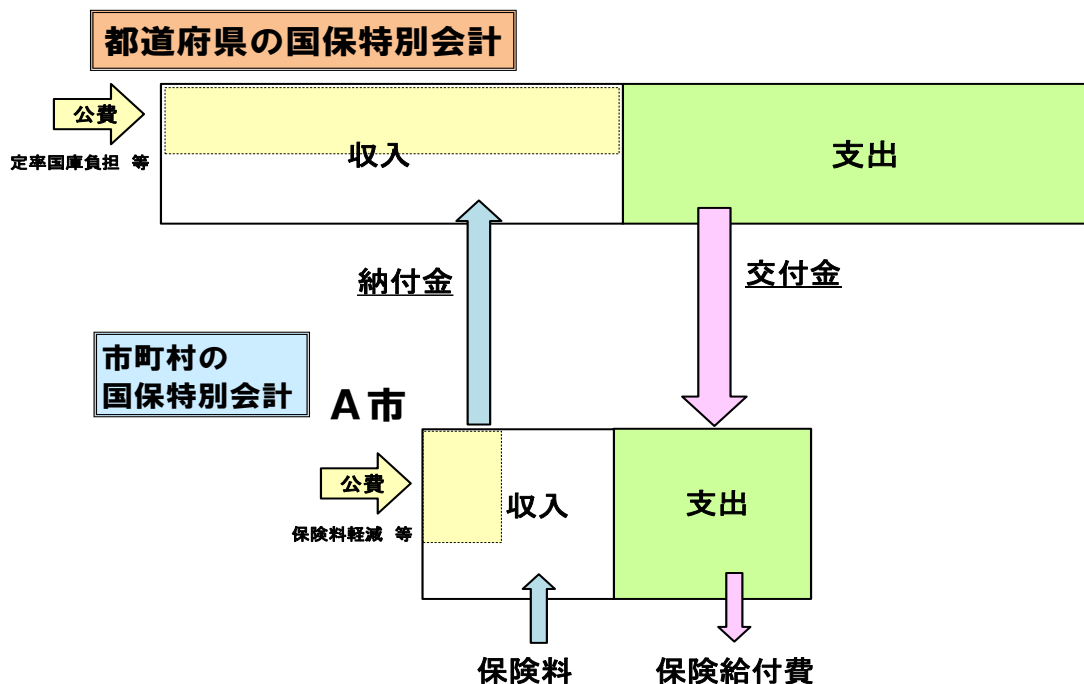 都道府県の国保特別会計
公費
定率国庫負担 等
収入
支出
納付金
交付金
市町村の
国保特別会計
A市
公費
保険料軽減 等
収入
支出
保険料
保険給付費